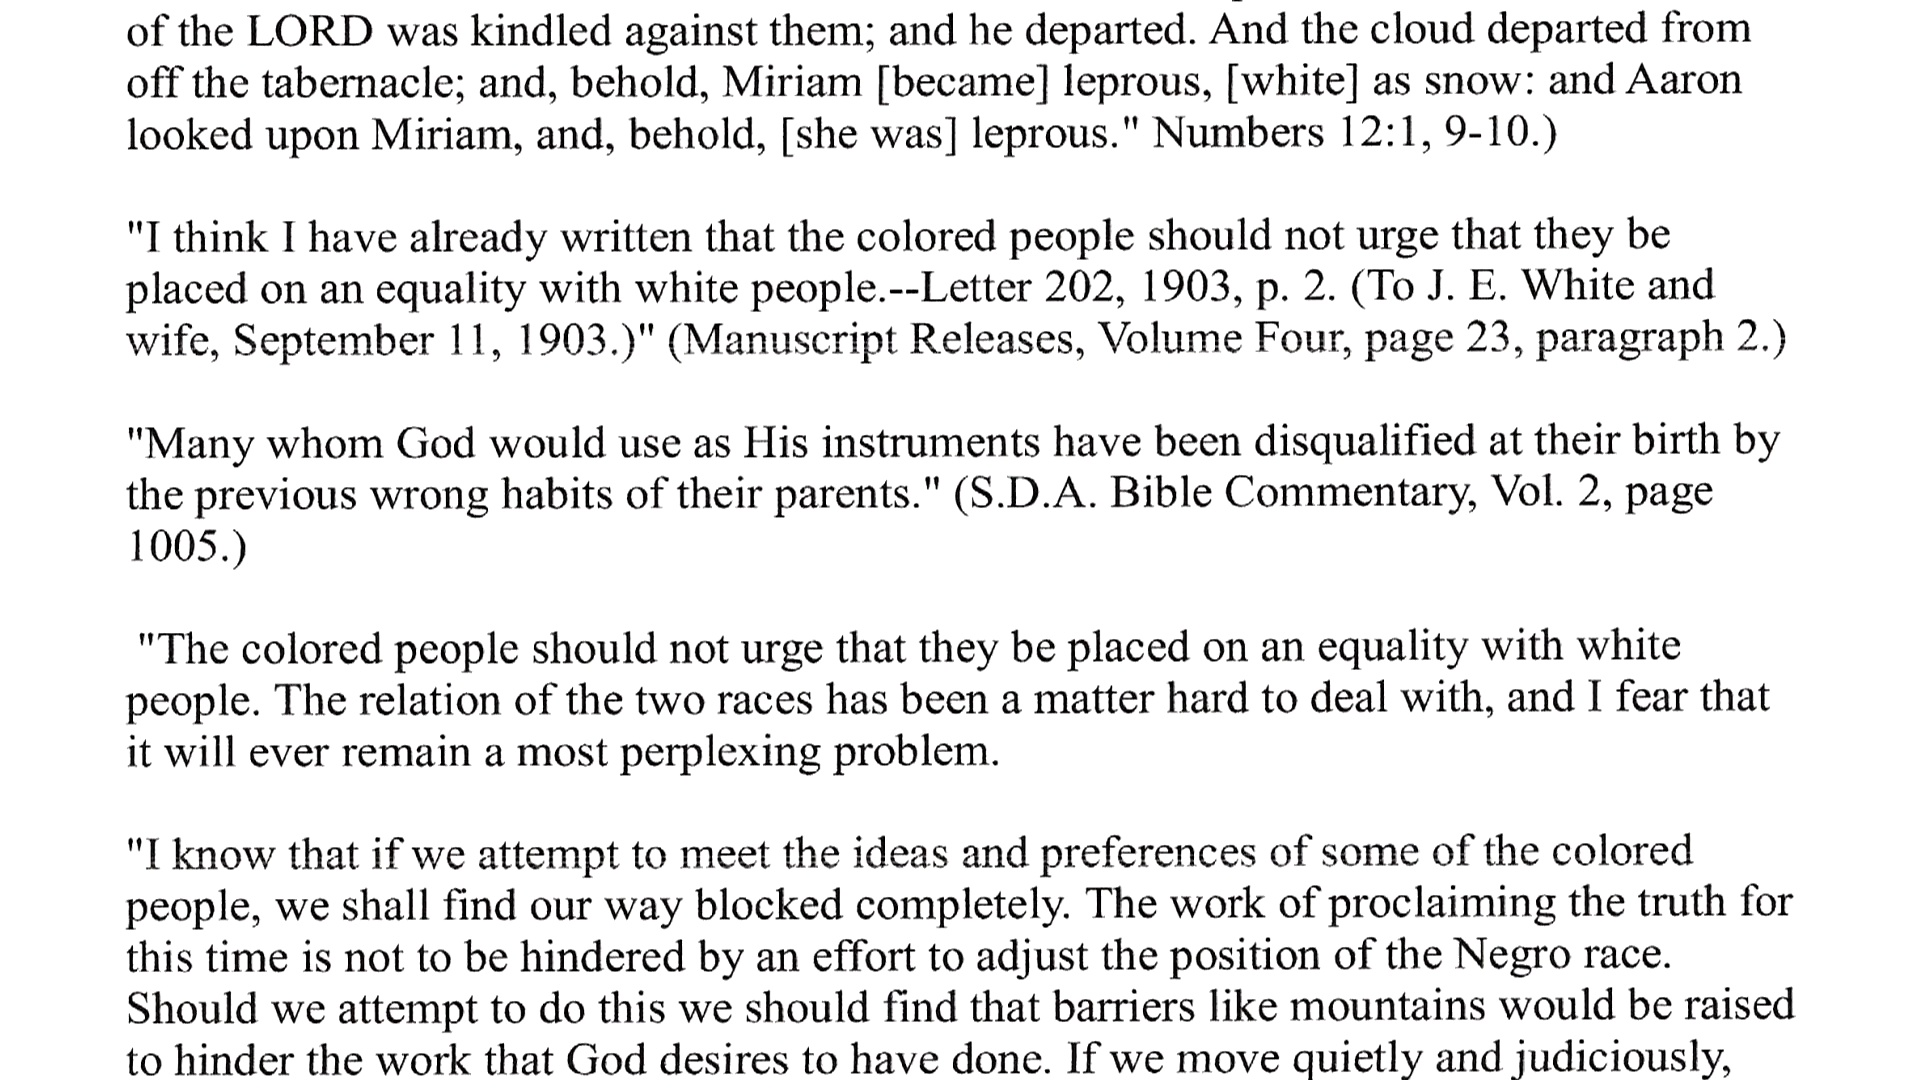 of the LORD was kindled against them; and he departed. And the cloud departed from
off the tabernacle; and, behold, Miriam [became] leprous, [white] as snow: and Aaron
looked upon Miriam, and, behold, [she was] leprous." Numbers 12:1, 9-10.)
"I think I have already written that the colored people should not urge that they be
placed on an equality with white people.--Letter 202, 1903, p. 2. (To J. E. White and
wife, September 11, 1903.)" (Manuscript Releases, Volume Four, page 23, paragraph 2.)
"Many whom God would use as His instruments have been disqualified at their birth by
the previous wrong habits of their parents." (S.D.A. Bible Commentary, Vol. 2, page
1005.)
"The colored people should not urge that they be placed on an equality with white
people. The relation of the two races has been a matter hard to deal with, and I fear that
it will ever remain a most perplexing problem.
"I know that if we attempt to meet the ideas and preferences of some of the colored
people, we shall find our way blocked completely. The work of proclaiming the truth for
this time is not to be hindered by an effort to adjust the position of the Negro race.
Should we attempt to do this we should find that barriers like mountains would be raised
to hinder the work that God desires to have done. If we move quietly and judiciously,